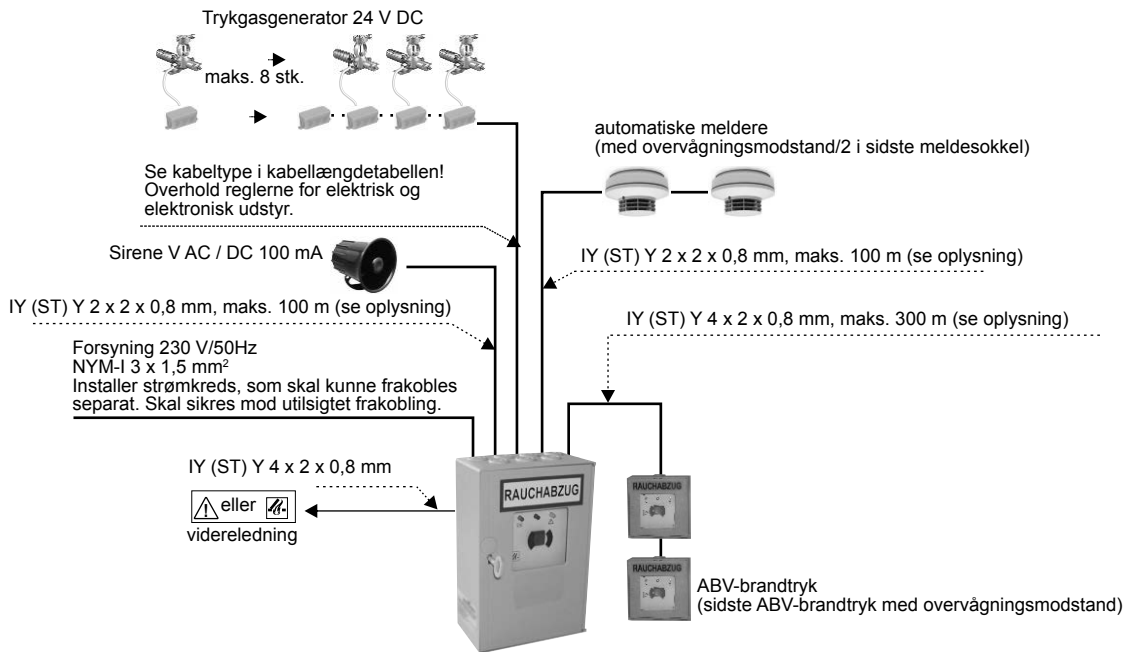 Trykgasgenerator 24 V DC
maks. 8 stk.
automatiske meldere
(med overvågningsmodstand/2 i sidste meldesokkel)
Se kabeltype i kabellængdetabellen!
Overhold reglerne for elektrisk og
elektronisk udstyr.
Sirene V AC / DC 100 mA
IY (ST) Y 2 x 2 x 0,8 mm, maks. 100 m (se oplysning)
IY (ST) Y 2 x 2 x 0,8 mm, maks. 100 m (se oplysning)
IY (ST) Y 4 x 2 x 0,8 mm, maks. 300 m (se oplysning)
Forsyning 230 V/50Hz
NYM-I 3 x 1,5 mm²
Installer strømkreds, som skal kunne frakobles
separat. Skal sikres mod utilsigtet frakobling.
IY (ST) Y 4 x 2 x 0,8 mm
eller
videreledning
RAUCHABZUG
RAUCHABZUG
RAUCHABZUG
ABV-brandtryk
(sidste ABV-brandtryk med overvågningsmodstand)